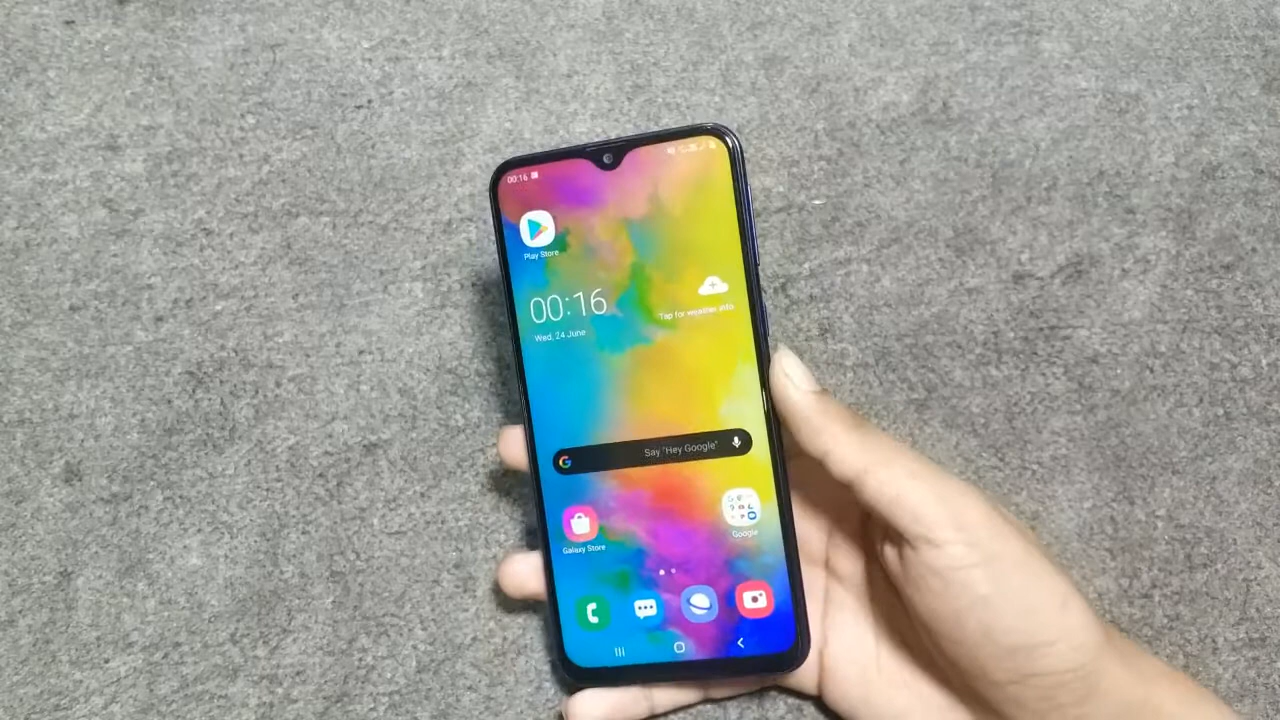 00:16
Play Store
00:16
Wed, 24 June
Tap for weather info
Say "Hey Google"
Galaxy Store
Google